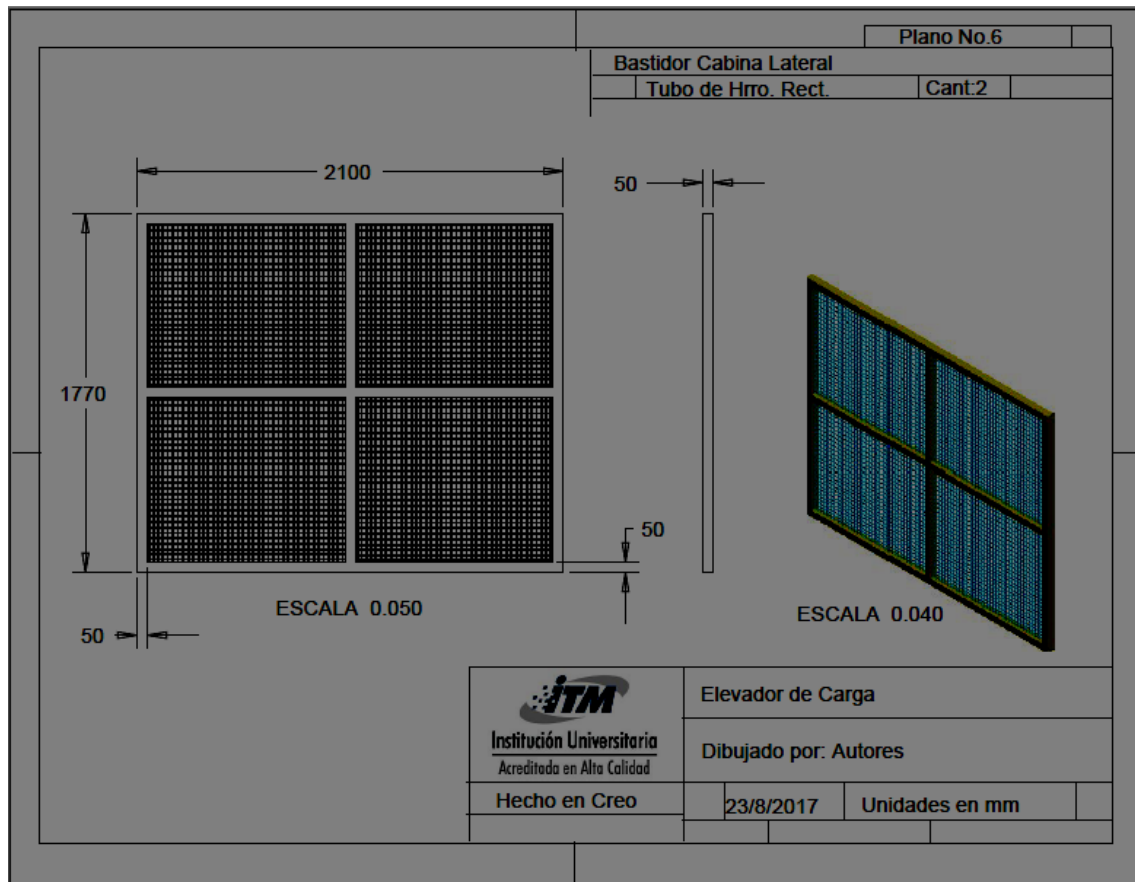 Plano No.6
Bastidor Cabina Lateral
Tubo de Hrro. Rect. Cant:2
2100
50
1770
50
ESCALA 0.050
ESCALA 0.040
50
iTM
Institución Universitaria
Acreditada en Alta Calidad
Elevador de Carga
Dibujado por: Autores
Hecho en Creo
23/8/2017
Unidades en mm